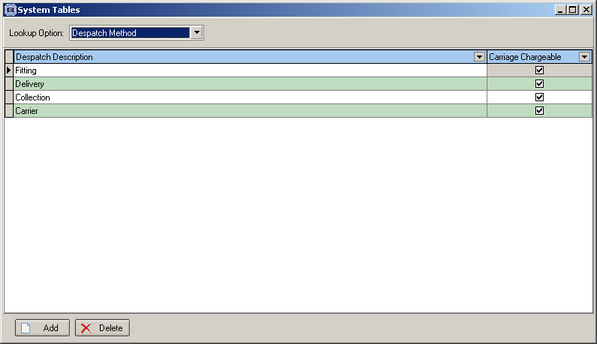 System Tables
Lookup Option: Despatch Method
Despatch Description Carriage Chargeable
Fitting
Delivery
Collection
Carrier
Add Delete